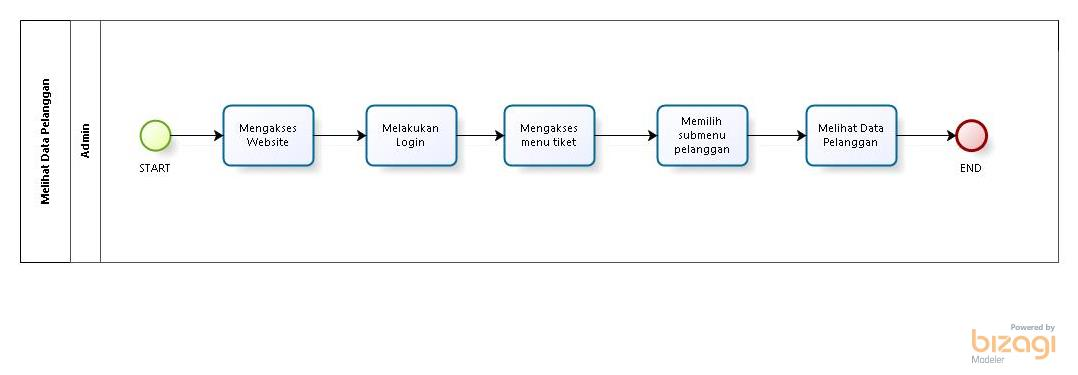 Melihat Data Pelanggan
Admin
START
Mengakses
Website
Melakukan
Login
Mengakses
menu tiket
Memilih
submenu
pelanggan
Melihat Data
Pelanggan
END
Powered by
bizagi
Modeler